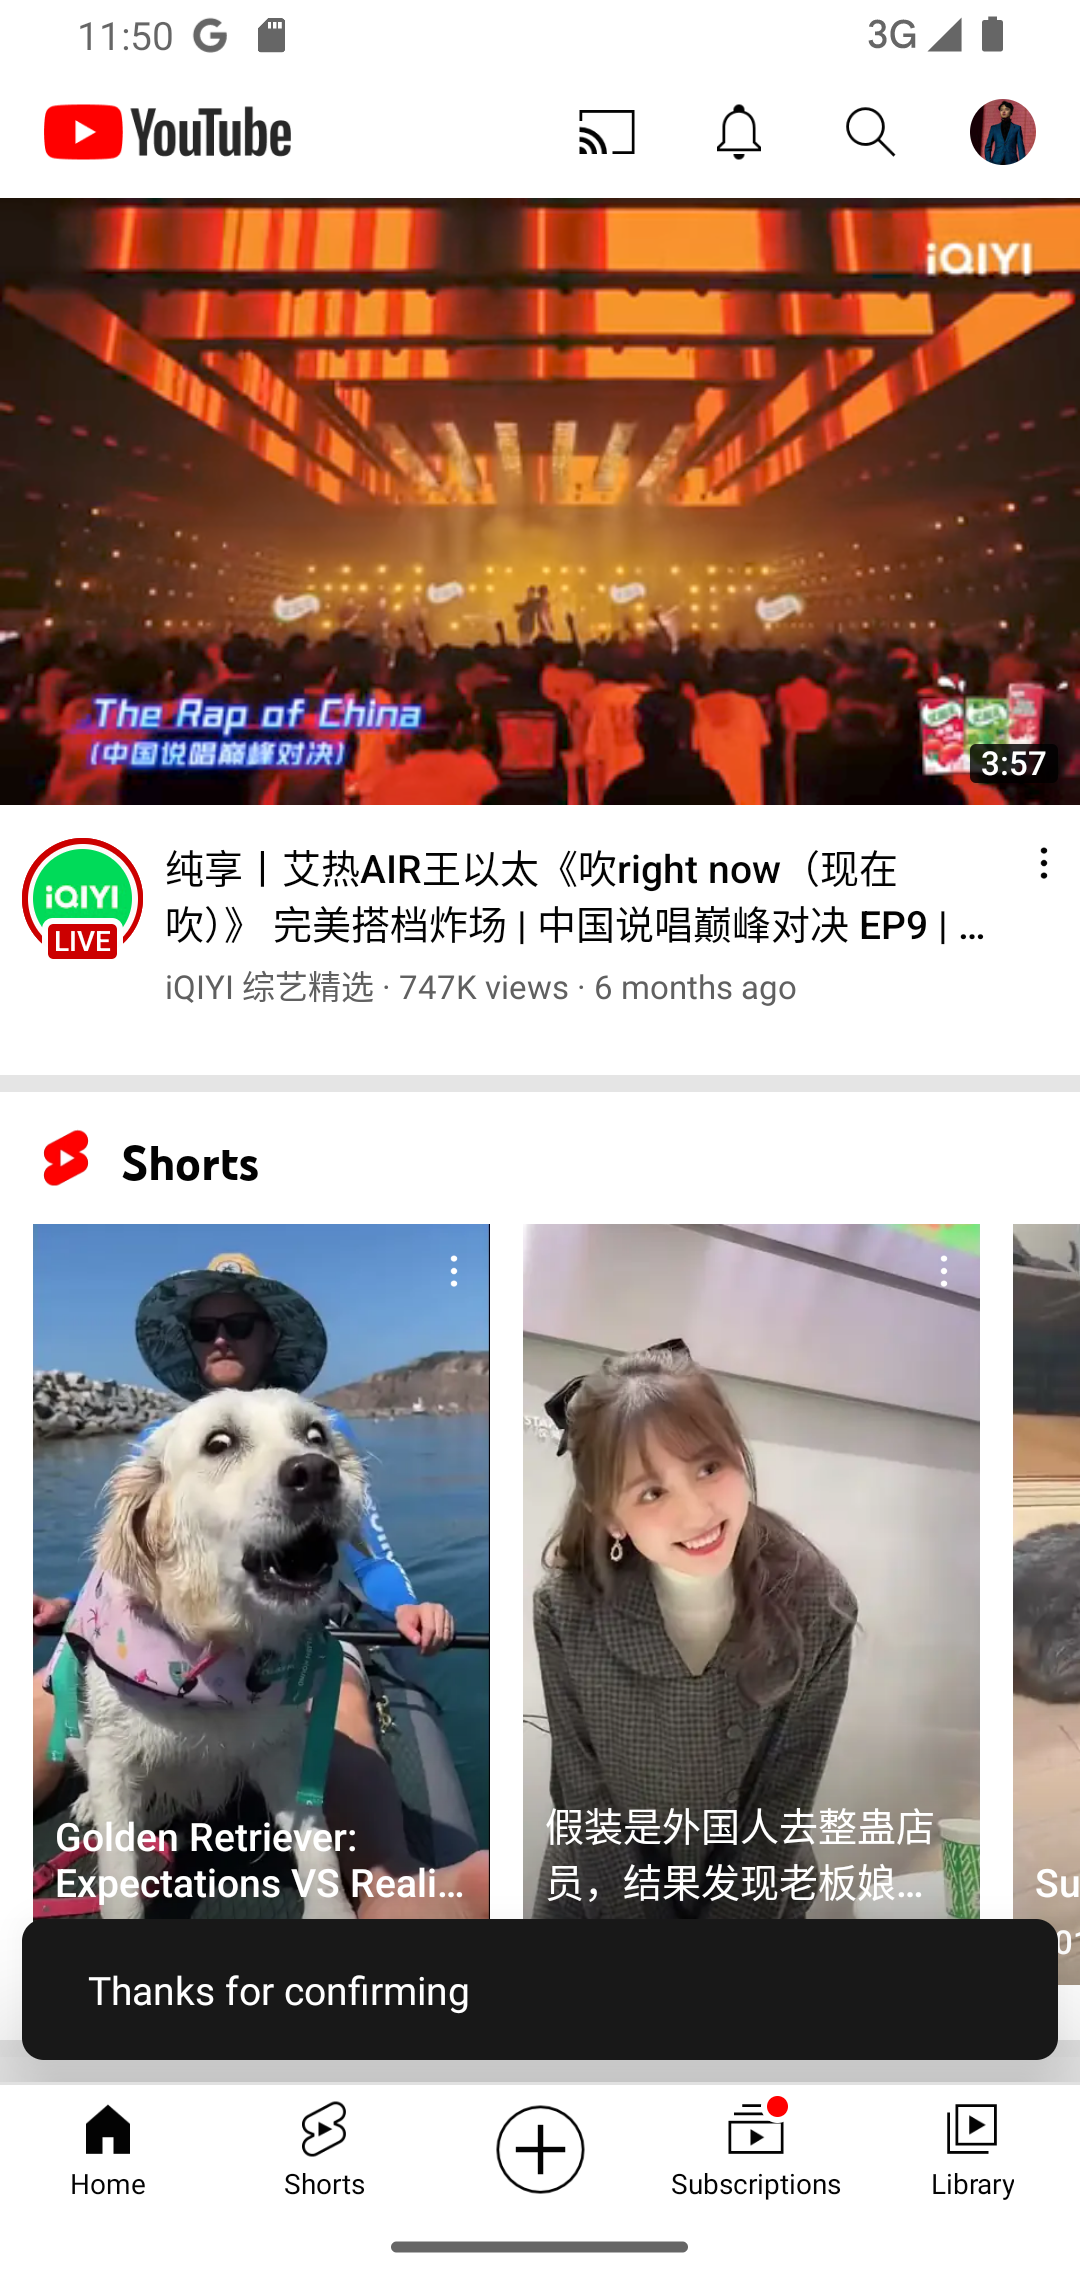 11:50
3G
YouTube
iQIYI
The Rap of China
(中国说唱巅峰对决)
3:57
iQIYI
LIVE
纯享丨艾热AIR王以太《吹right now（现在
吹）》 完美搭档炸场 | 中国说唱巅峰对决 EP9 | ...
iQIYI 综艺精选 · 747K views · 6 months ago
Shorts
Golden Retriever:
Expectations VS Reali...
假装是外国人去整蛊店
员，结果发现老板娘...
Su
Thanks for confirming
Home
Shorts
Subscriptions
Library